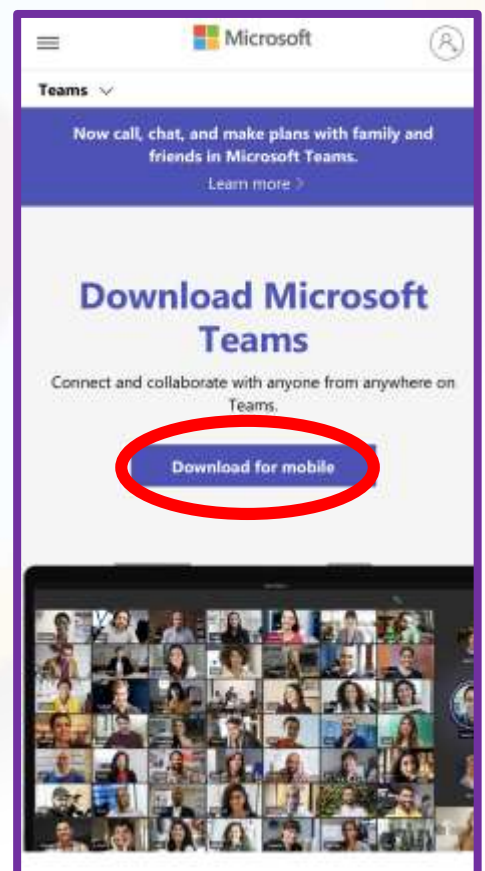 Microsoft
Teams
Now call, chat, and make plans with family and
friends in Microsoft Teams.
Learn more >
Download Microsoft
Teams
Connect and collaborate with anyone from anywhere on
Teams.
Download for mobile